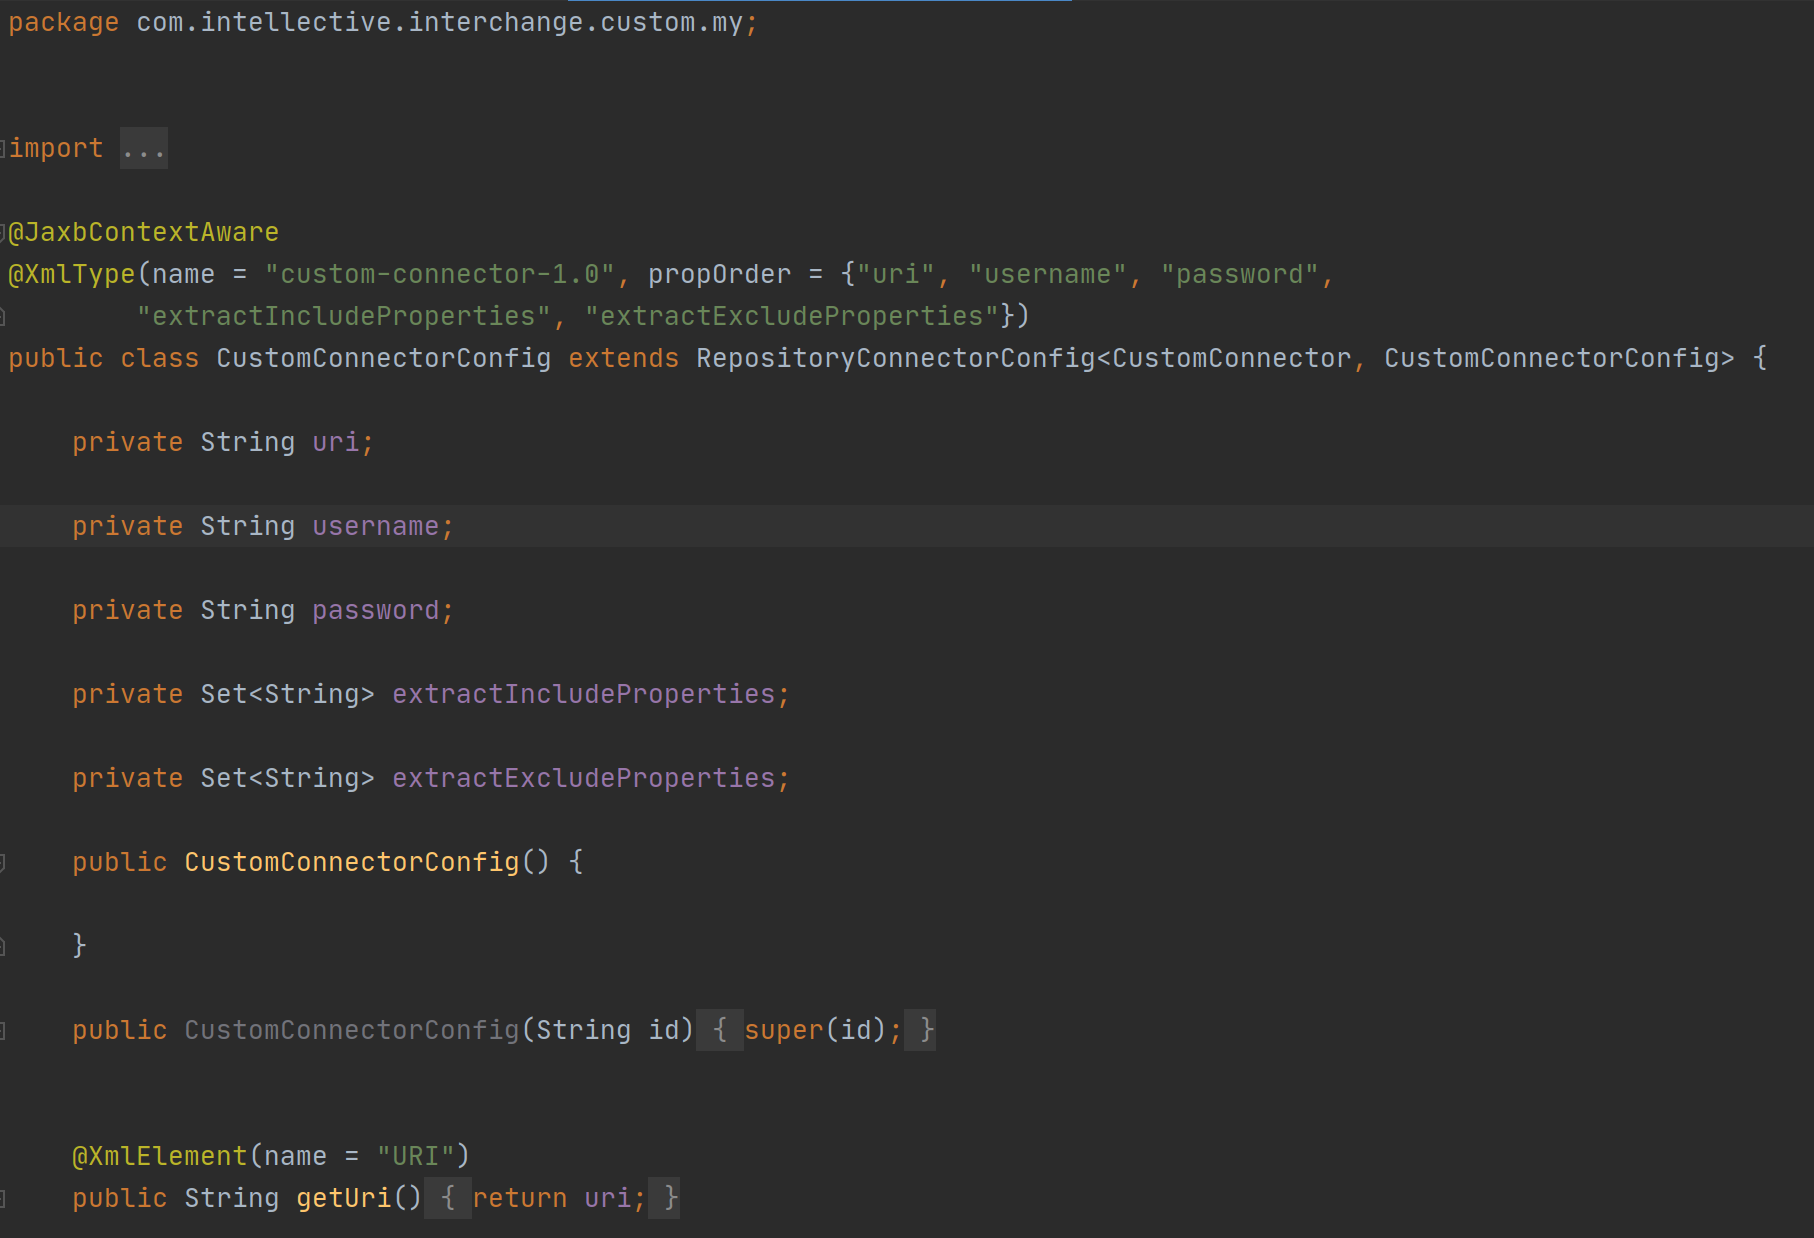 package com.intellective.interchange.custom.my;
import ...
@JaxbContextAware
@XmlType(name = "custom-connector-1.0", propOrder = {"uri", "username", "password",
"extractIncludeProperties", "extractExcludeProperties"})
public class CustomConnectorConfig extends RepositoryConnectorConfig<CustomConnector, CustomConnectorConfig> {
private String uri;
private String username;
private String password;
private Set<String> extractIncludeProperties;
private Set<String> extractExcludeProperties;
public CustomConnectorConfig() {
}
public CustomConnectorConfig(String id) { super(id); }
@XmlElement(name = "URI")
public String getUri() { return uri; }